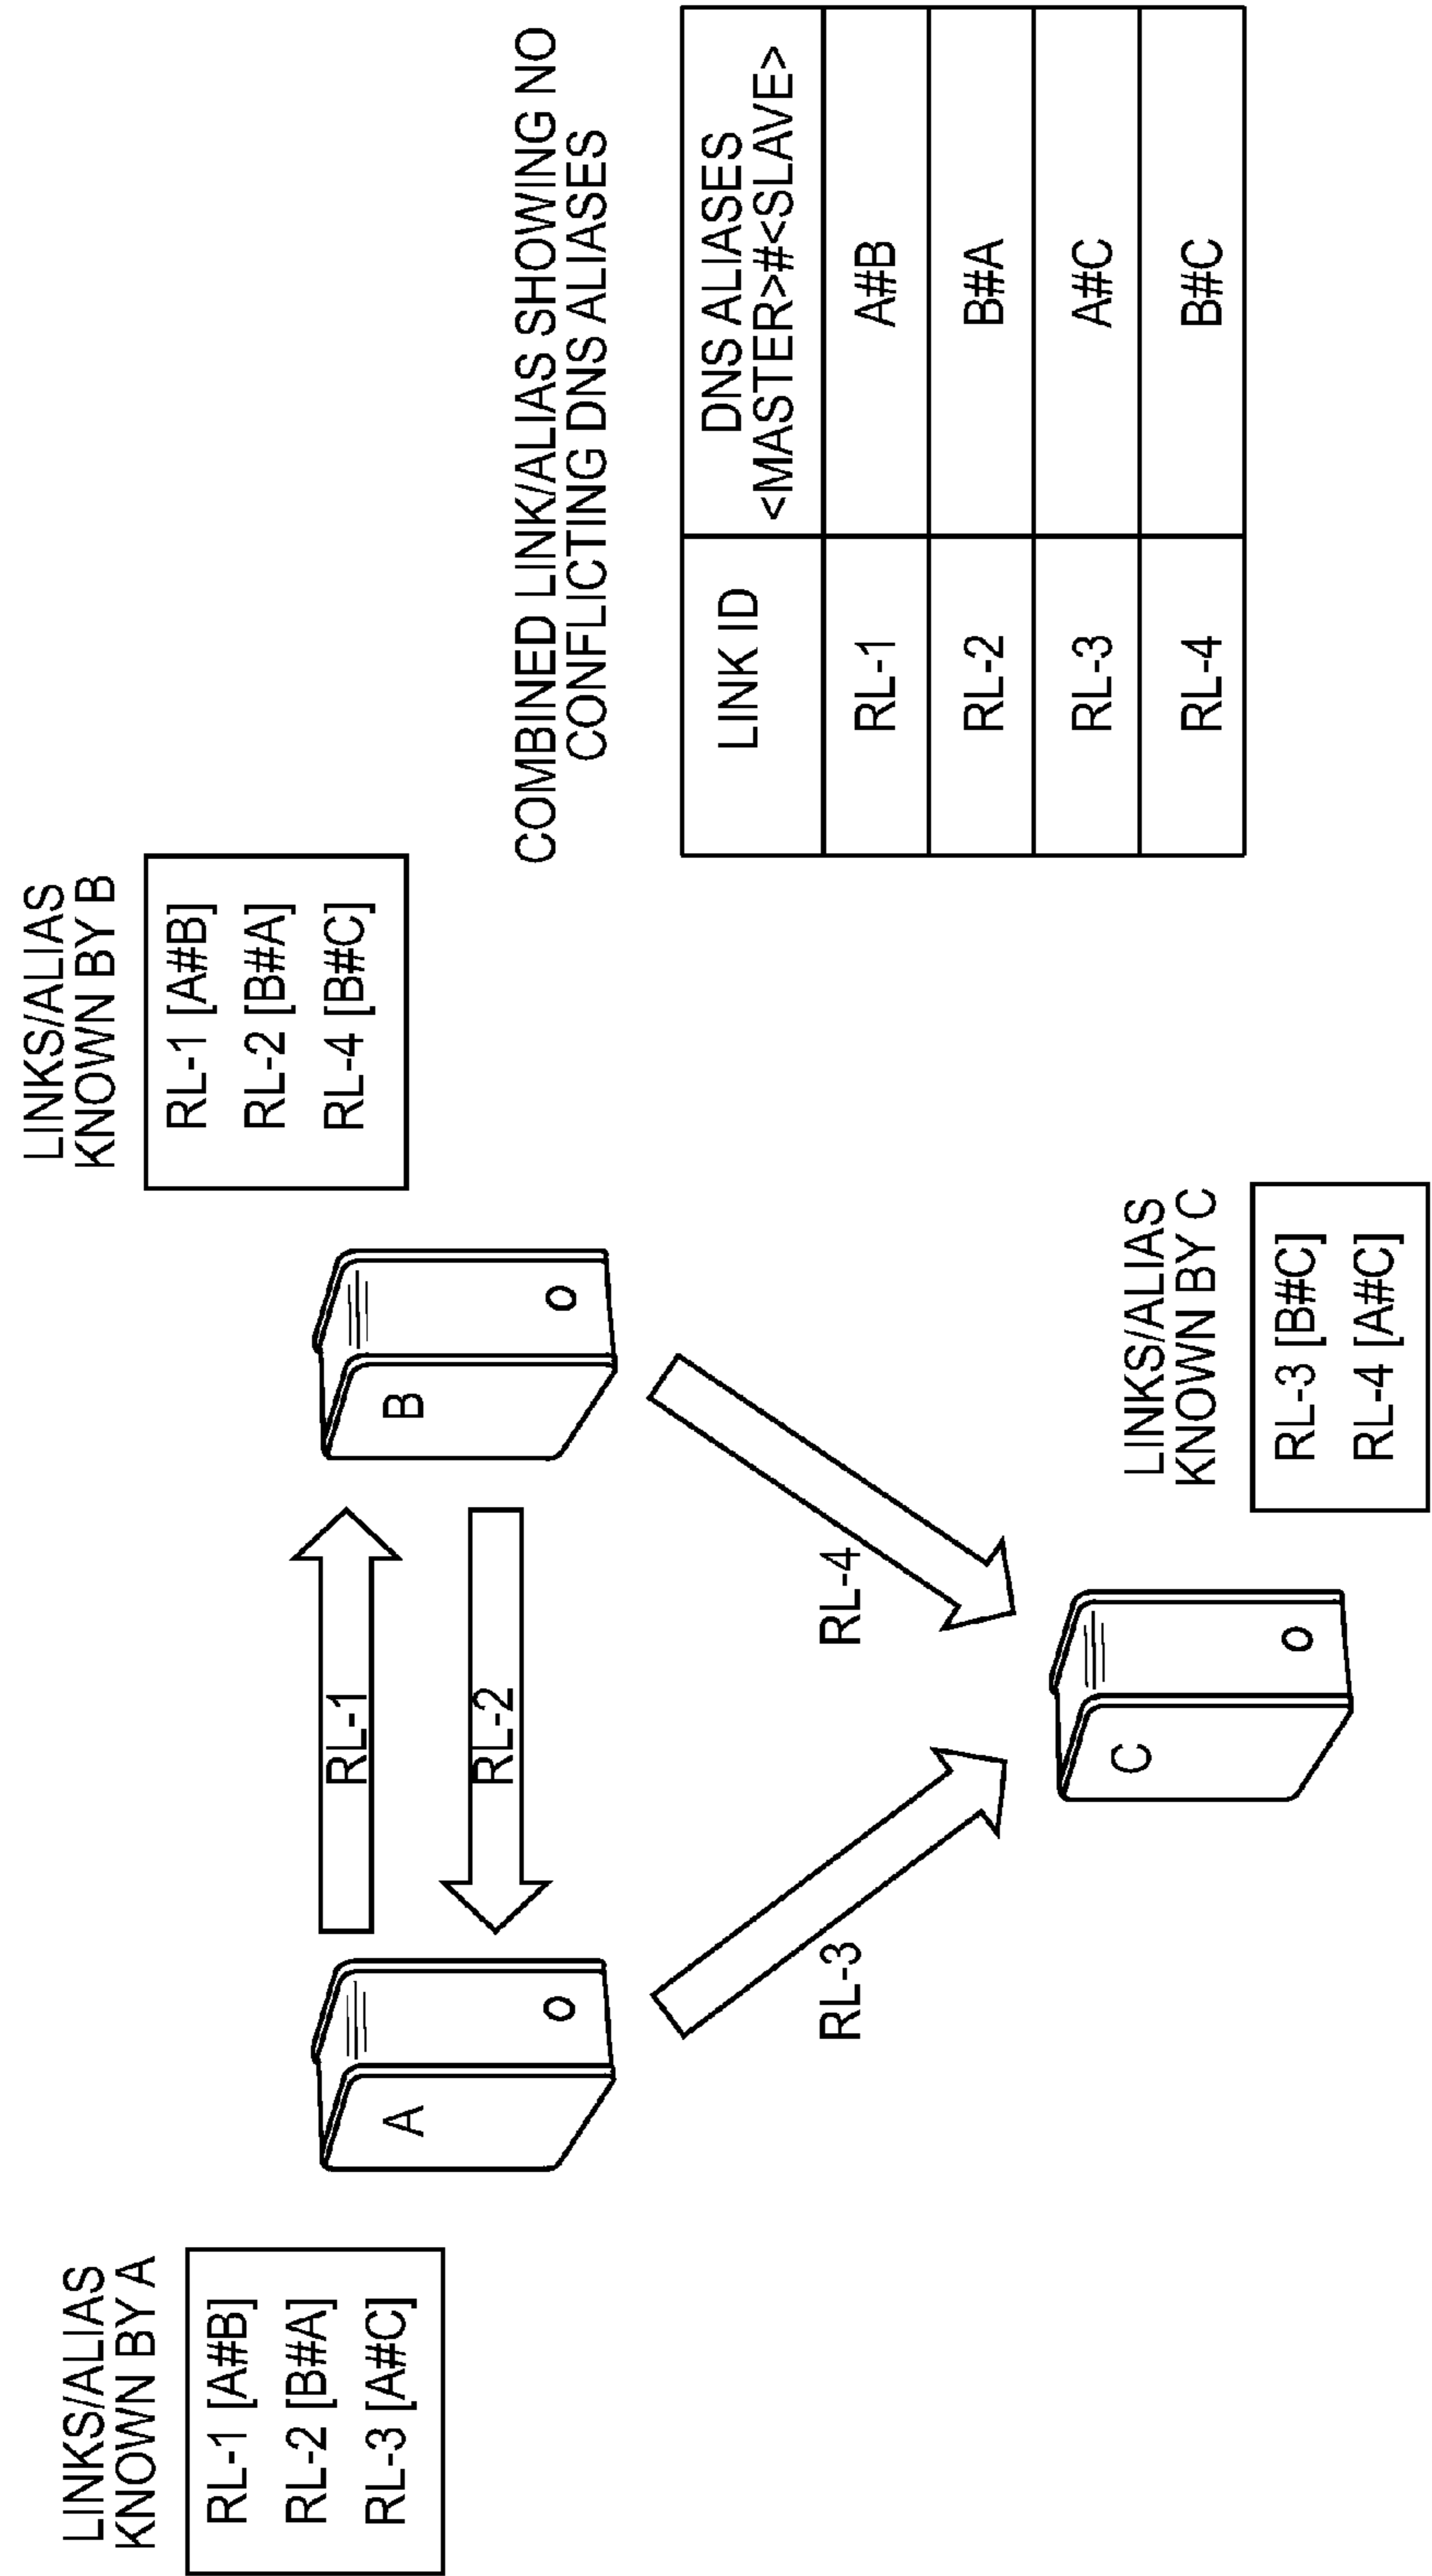 LINKS/ALIAS
KNOWN BY A
RL-1 [A#B]
RL-2 [B#A]
RL-3 [A#C]
A
RL-1
RL-2
B
LINKS/ALIAS
KNOWN BY B
RL-1 [A#B]
RL-2 [B#A]
RL-4 [B#C]
RL-3
RL-4
C
LINKS/ALIAS
KNOWN BY C
RL-3 [B#C]
RL-4 [A#C]
COMBINED LINK/ALIAS SHOWING NO
CONFLICTING DNS ALIASES
LINK ID
DNS ALIASES
<MASTER>#<SLAVE>
RL-1 A#B
RL-2 B#A
RL-3 A#C
RL-4 B#C